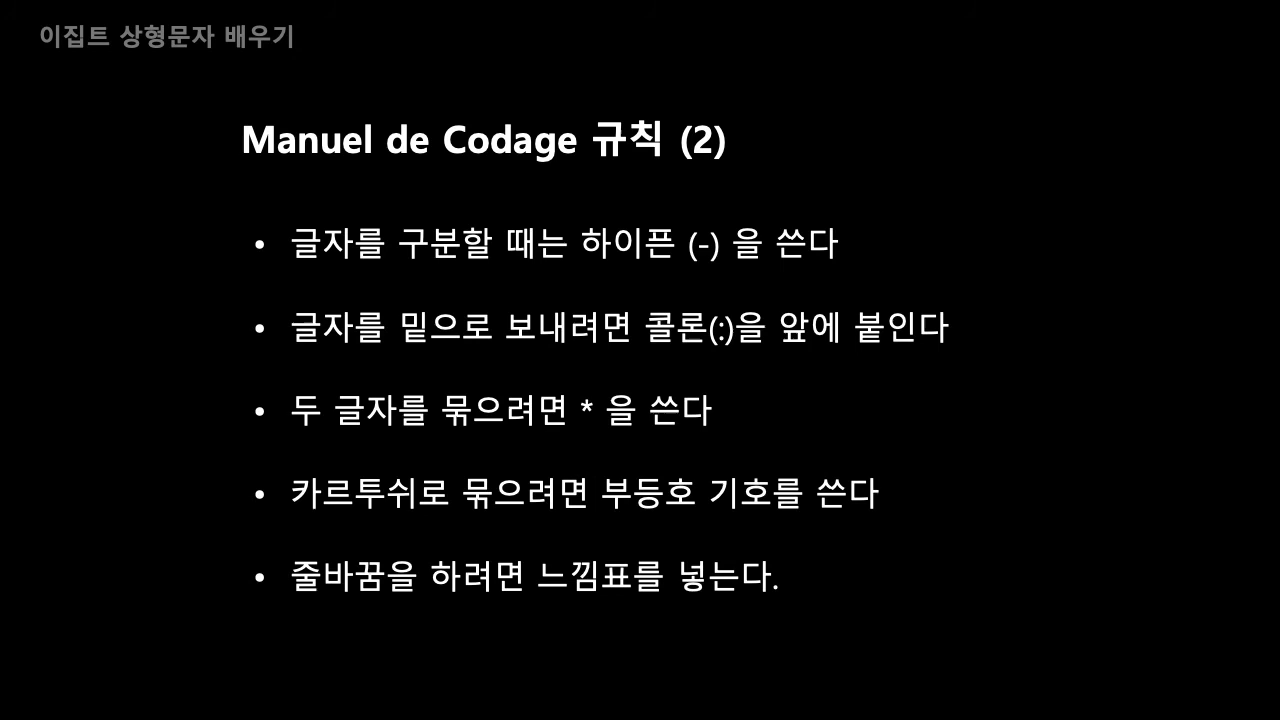 이집트 상형문자 배우기
Manuel de Codage 규칙 (2)
• 글자를 구분할 때는 하이픈 (-) 을 쓴다
• 글자를 밑으로 보내려면 콜론(:)을 앞에 붙인다
• 두 글자를 묶으려면 * 을 쓴다
• 카르투쉬로 묶으려면 부등호 기호를 쓴다
• 줄바꿈을 하려면 느낌표를 넣는다.